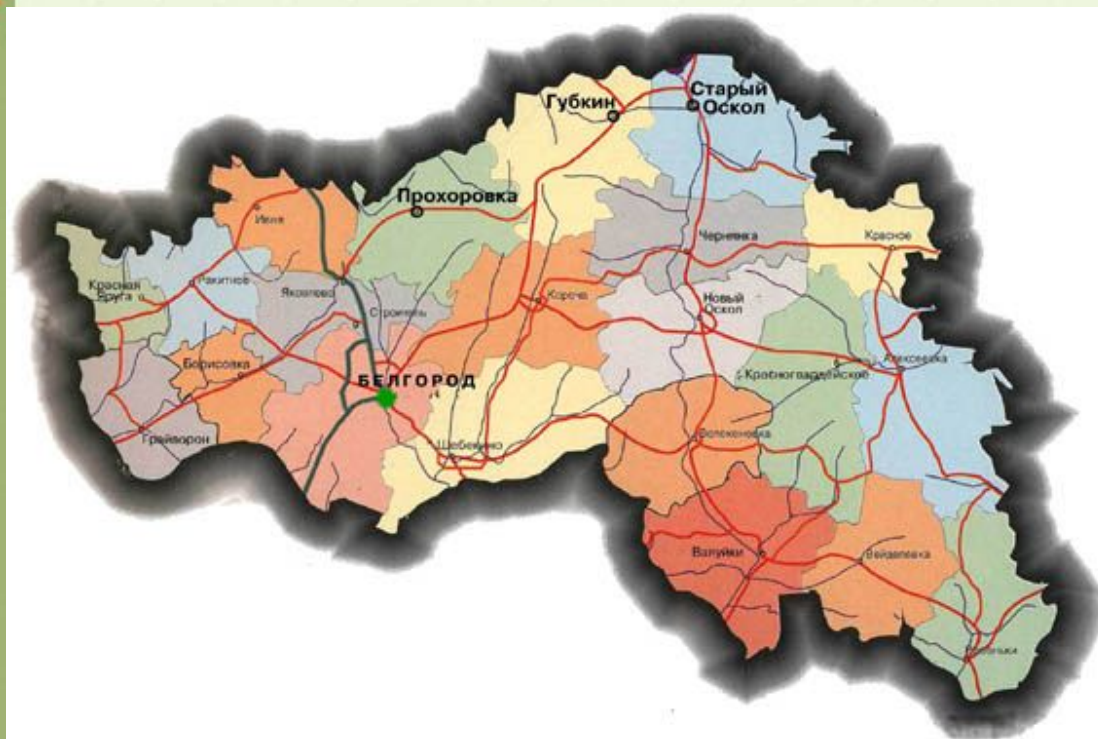 Старый
Оскол
Губкин
Прохоровка
Ивня
Чернянка
Красное
Красная
Яруга
Ракитное
Яковлево
Короча
Новый
Оскол
Строитель
Борисовка
Алексеевка
Красногвардейское
БЕЛГОРОД
Грайворон
Шебекино
Волоконовка
Валуйки
Вейделевка